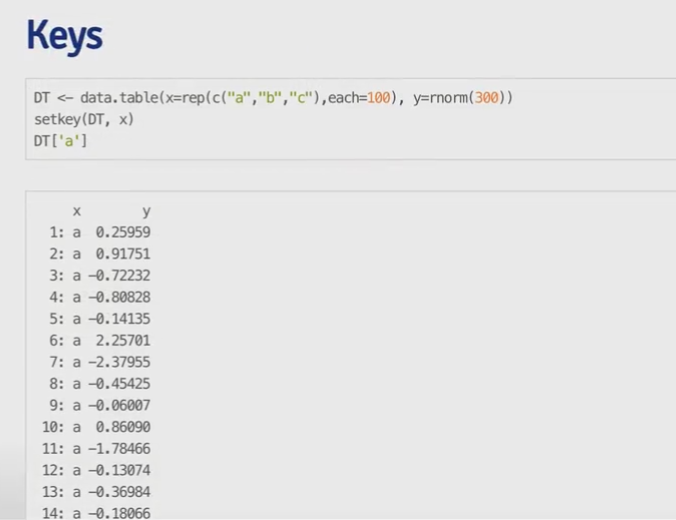 Keys
DT <- data.table(x=rep(c("a","b","c"),each=100), y=rnorm(300))
setkey(DT, x)
DT['a']
x y
1: a 0.25959
2: a 0.91751
3: a -0.72232
4: a -0.80828
5: a -0.14135
6: a 2.25701
7: a -2.37955
8: a -0.45425
9: a -0.06007
10: a 0.86090
11: a -1.78466
12: a -0.13074
13: a -0.36984
14: a -0.18066